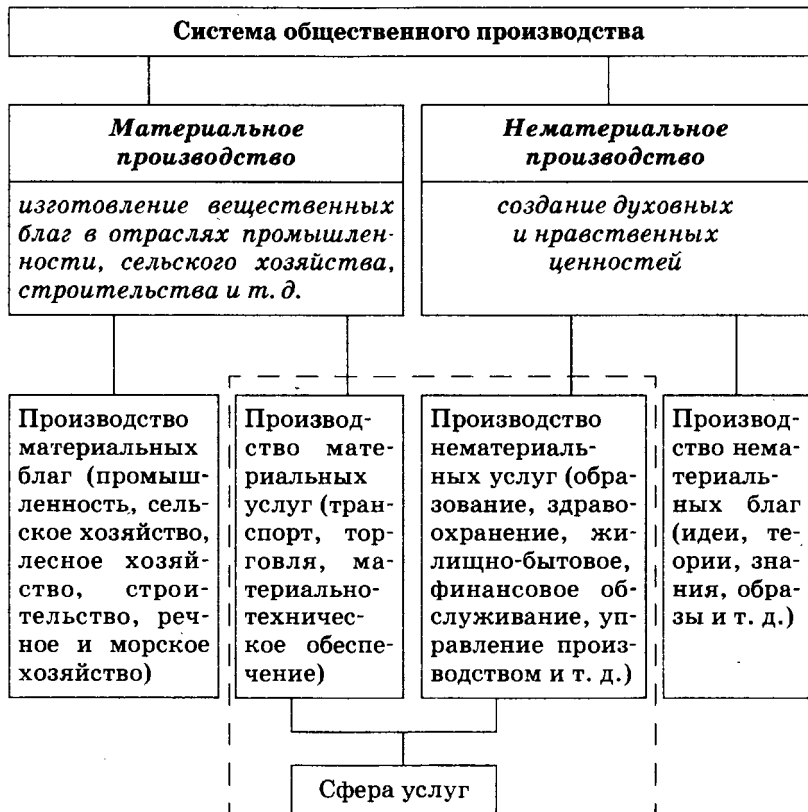 Система общественного производства
Материальное
производство
изготовление вещественных
благ в отраслях промышлен-
ности, сельского хозяйства,
строительства и т. д.
Нематериальное
производство
создание духовных
и нравственных
ценностей
Производство
материальных
благ (промыш-
ленность, сель-
ское хозяйство,
лесное хозяй-
ство, строи-
тельство, реч-
ное и морское
хозяйство)
Производ-
ство мате-
риальных
услуг (тран-
спорт, тор-
говля, ма-
териально-
техничес-
кое обеспе-
чение)
Производство
нематериаль-
ных услуг (обра-
зование, здраво-
охранение, жи-
лищно-бытовое,
финансовое об-
служивание, уп-
равление произ-
водством и т. д.)
Производ-
ство нема-
териаль-
ных благ
(идеи, те-
ории, зна-
ния, обра-
зы и т. д.)
Сфера услуг